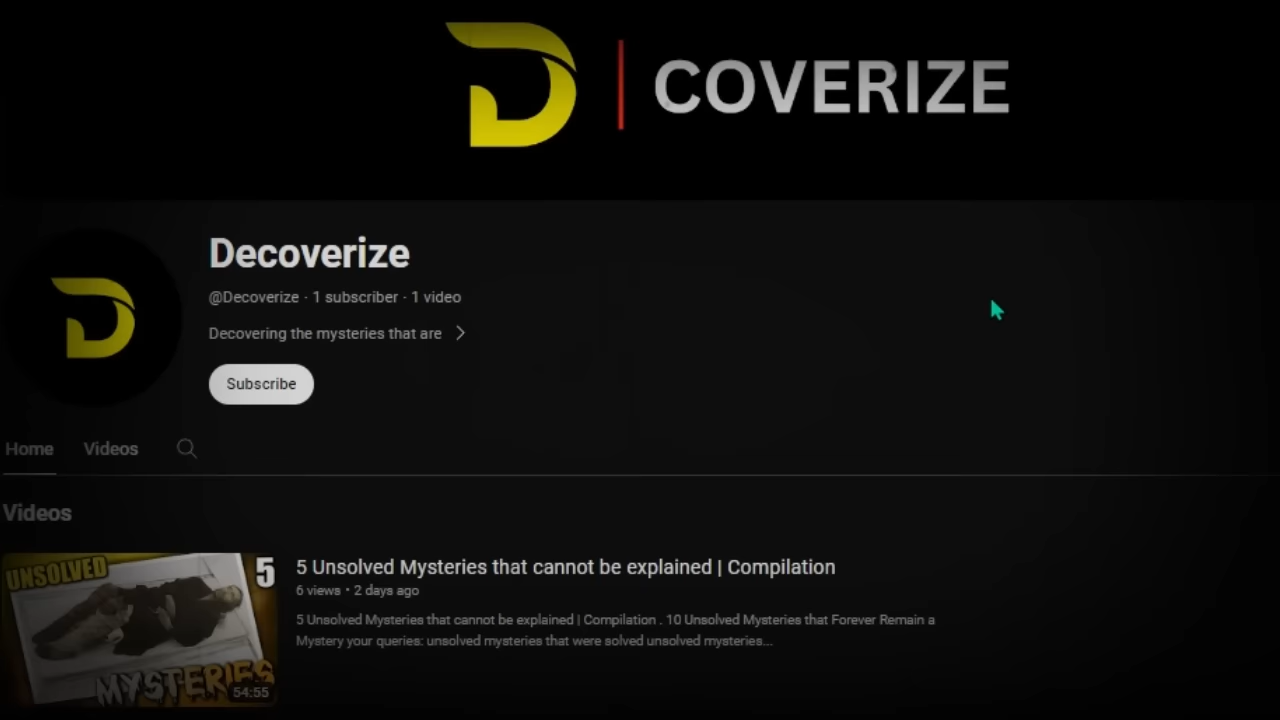 D | COVERIZE
Decoverize
@Decoverize · 1 subscriber · 1 video
Decovering the mysteries that are
Subscribe
Home Videos
Videos
UNSOLVED 5
MYSTERIES
54:55
5 Unsolved Mysteries that cannot be explained | Compilation
6 views • 2 days ago
5 Unsolved Mysteries that cannot be explained | Compilation . 10 Unsolved Mysteries that Forever Remain a
Mystery your queries: unsolved mysteries that were solved unsolved mysteries...